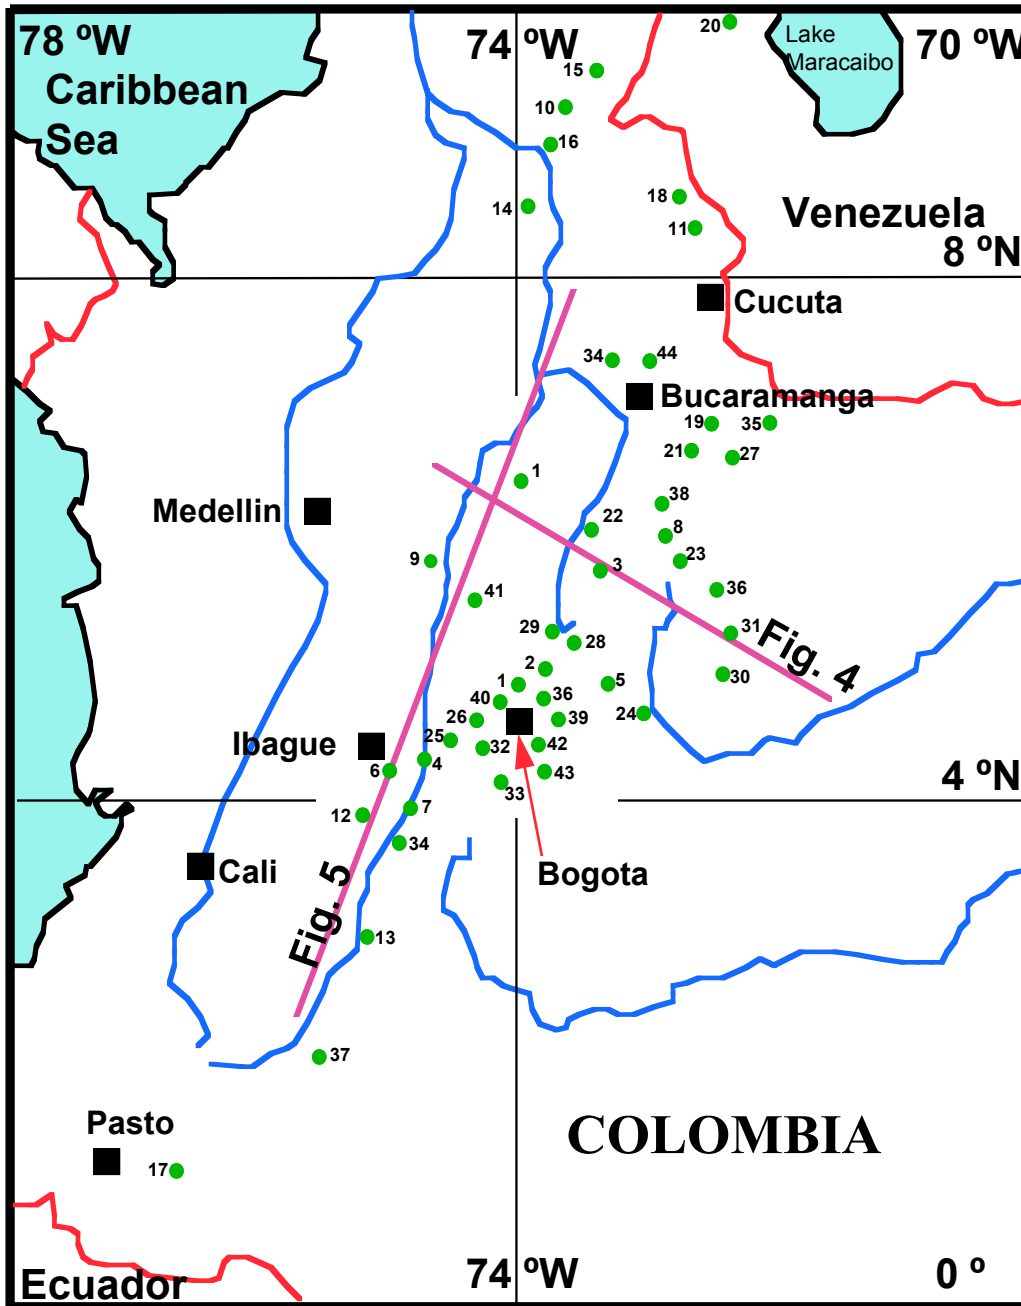 78 ºW
74 ºW
20
Lake
Maracaibo
70 ºW
Caribbean
Sea
15
10
16
14
18
11
Venezuela
8 ºN
Cucuta
34
44
Bucaramanga
19
35
21
27
1
38
Medellin
22
8
9
3
23
41
36
29
28
31
Fig. 4
2
1
5
30
40
36
26
39
24
25
Ibague
32
42
4
6
43
4 ºN
33
12
7
34
Cali
Bogota
Fig. 5
13
37
Pasto
COLOMBIA
17
Ecuador
74 ºW
0 º